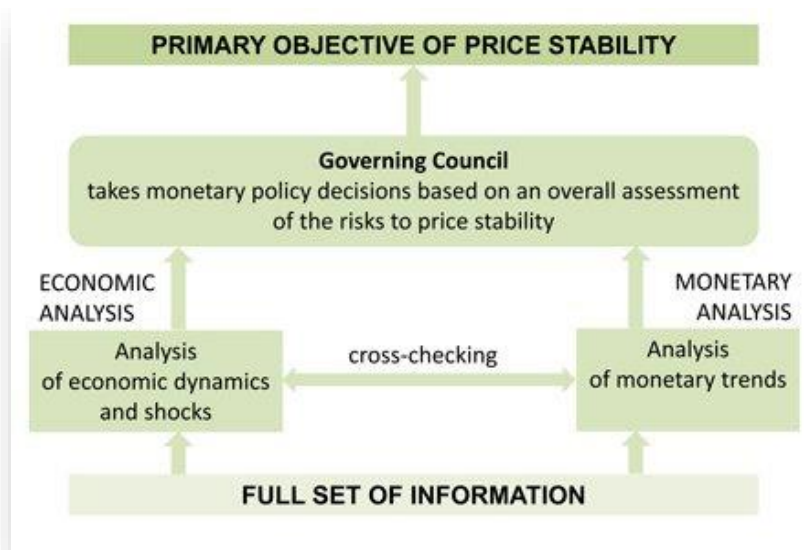 PRIMARY OBJECTIVE OF PRICE STABILITY
Governing Council
takes monetary policy decisions based on an overall assessment
of the risks to price stability
ECONOMIC
ANALYSIS
MONETARY
ANALYSIS
Analysis
of economic dynamics
and shocks
cross-checking
Analysis
of monetary trends
FULL SET OF INFORMATION